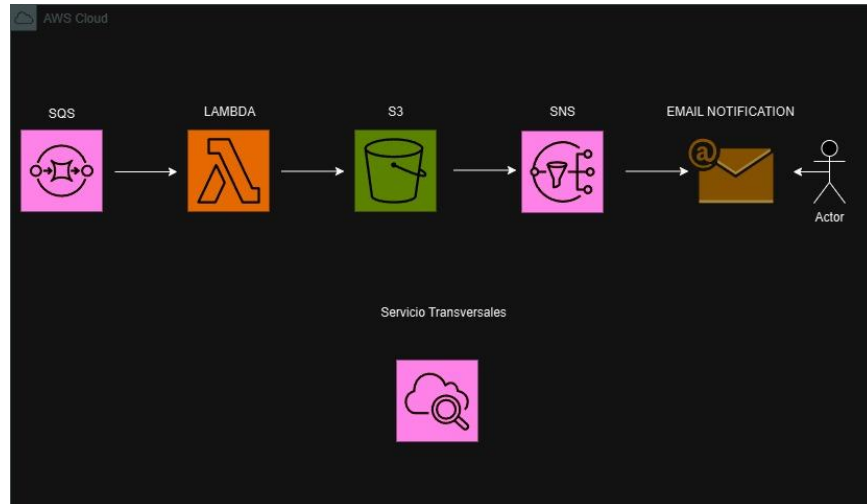 AWS Cloud
SQS
LAMBDA
S3
SNS
EMAIL NOTIFICATION
@
Actor
Servicio Transversales